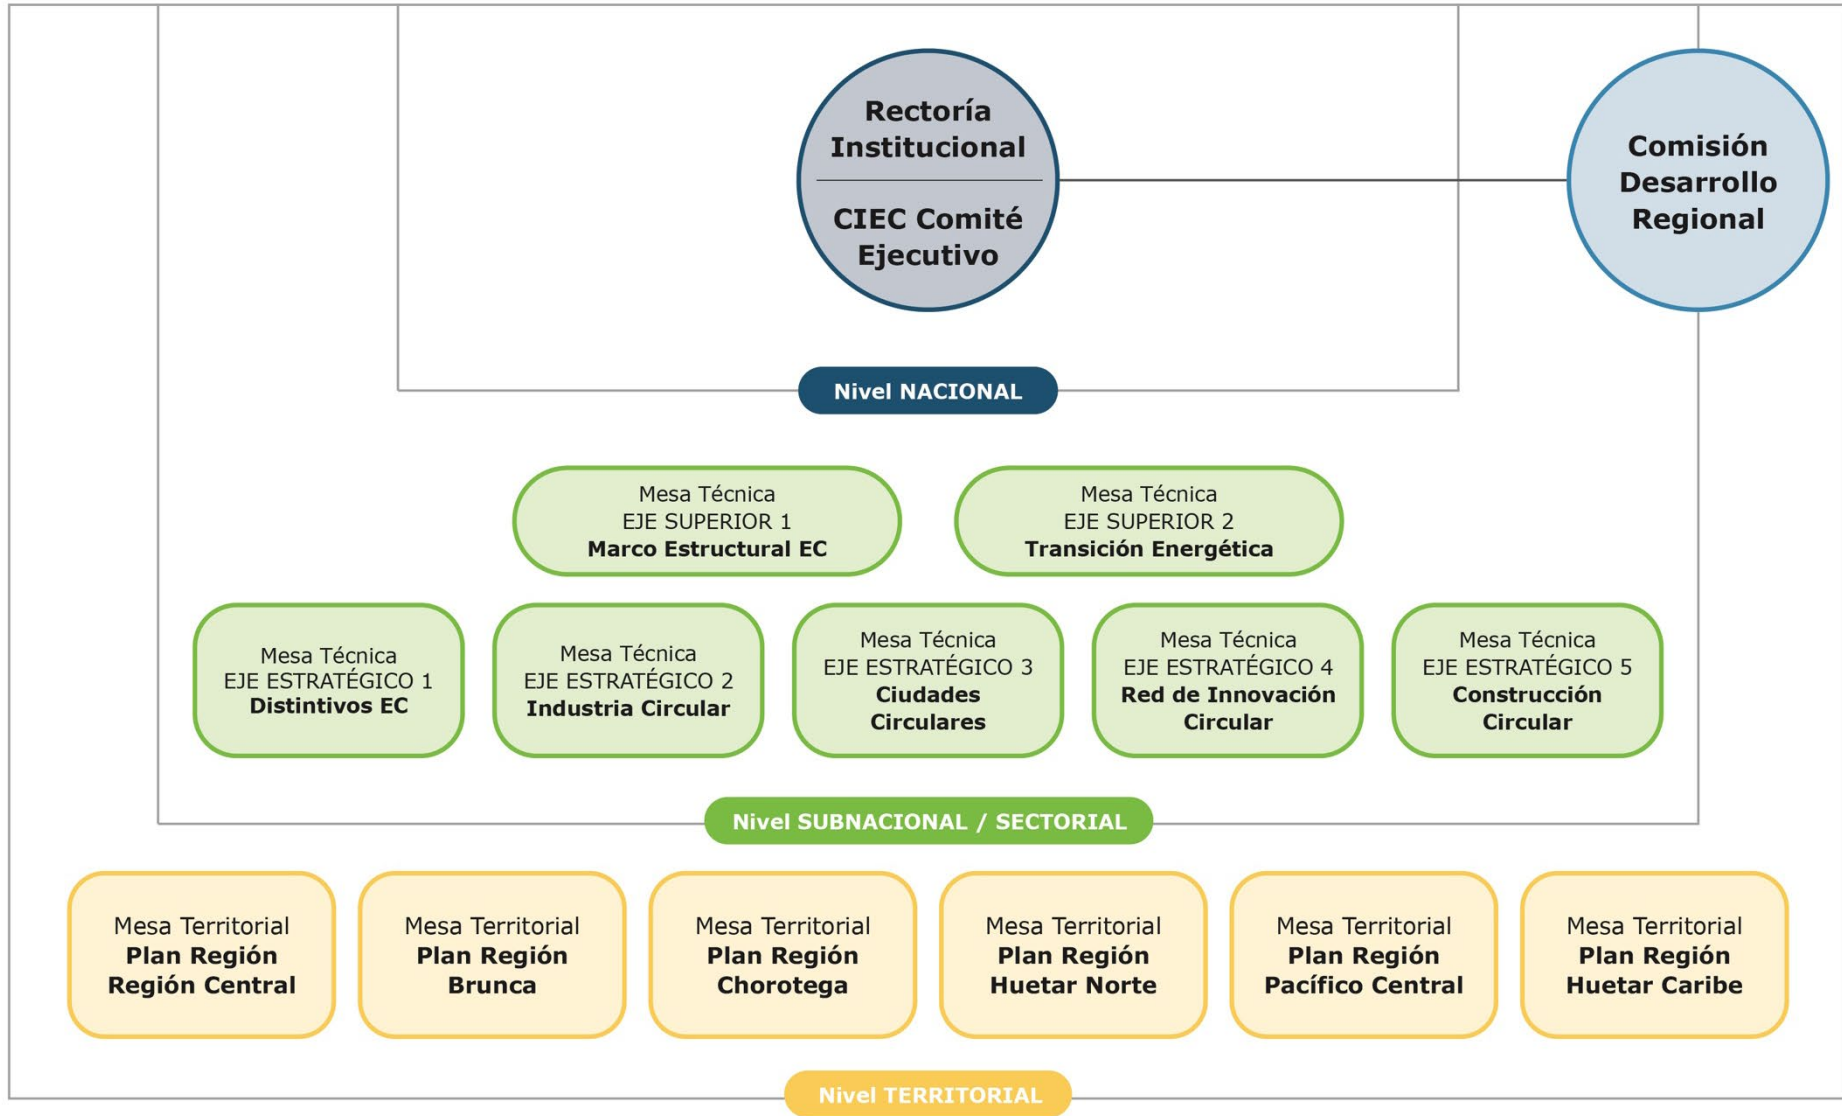 Rectoría
Institucional
CIEC Comité
Ejecutivo
Comisión
Desarrollo
Regional
Nivel NACIONAL
Mesa Técnica
EJE SUPERIOR 1
Marco Estructural EC
Mesa Técnica
EJE SUPERIOR 2
Transición Energética
Mesa Técnica
EJE ESTRATÉGICO 1
Distintivos EC
Mesa Técnica
EJE ESTRATÉGICO 2
Industria Circular
Mesa Técnica
EJE ESTRATÉGICO 3
Ciudades
Circulares
Mesa Técnica
EJE ESTRATÉGICO 4
Red de Innovación
Circular
Mesa Técnica
EJE ESTRATÉGICO 5
Construcción
Circular
Nivel SUBNACIONAL / SECTORIAL
Mesa Territorial
Plan Región
Región Central
Mesa Territorial
Plan Región
Brunca
Mesa Territorial
Plan Región
Chorotega
Mesa Territorial
Plan Región
Huetar Norte
Mesa Territorial
Plan Región
Pacífico Central
Mesa Territorial
Plan Región
Huetar Caribe
Nivel TERRITORIAL